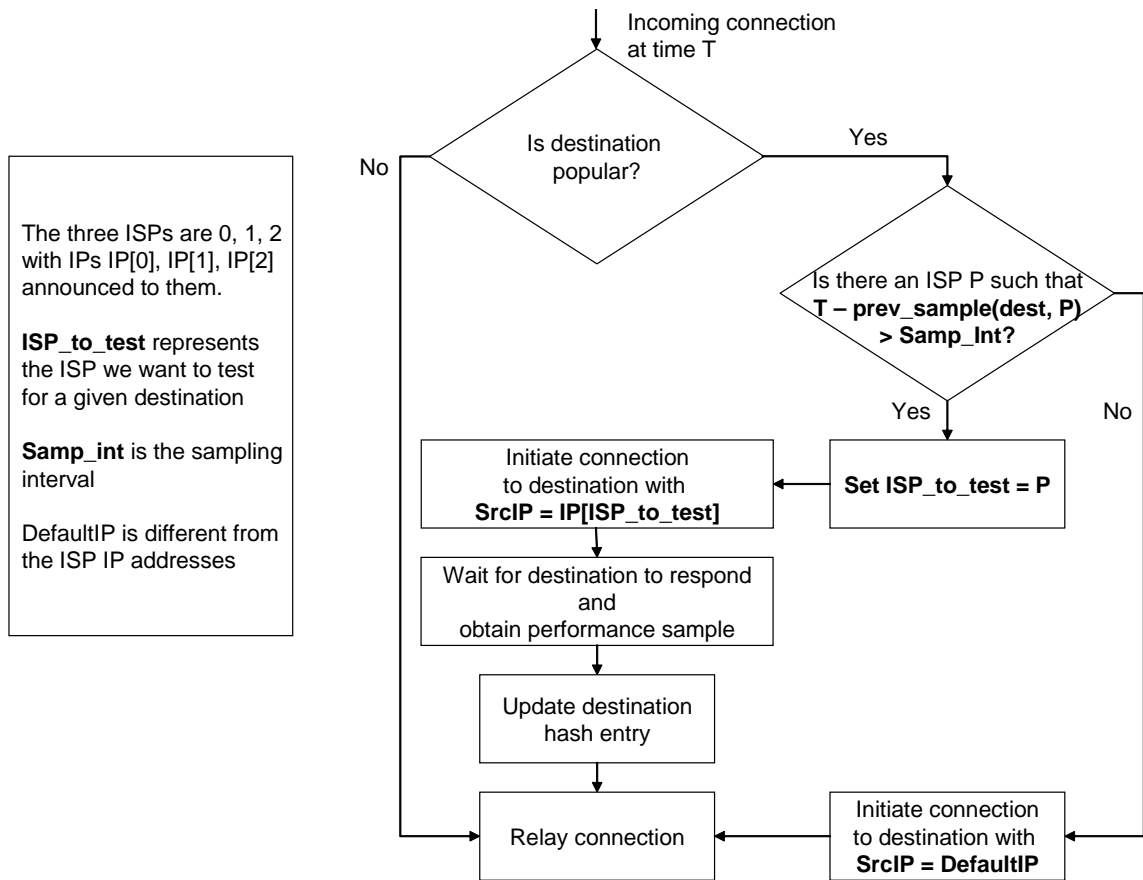 Incoming connection
at time T
Is destination
popular?
No
Yes
The three ISPs are 0, 1, 2
with IPs IP[0], IP[1], IP[2]
announced to them.
ISP_to_test represents
the ISP we want to test
for a given destination
Samp_int is the sampling
interval
DefaultIP is different from
the ISP IP addresses
Is there an ISP P such that
T – prev_sample(dest, P)
> Samp_Int?
Yes
No
Set ISP_to_test = P
Initiate connection
to destination with
SrcIP = IP[ISP_to_test]
Wait for destination to respond
and
obtain performance sample
Update destination
hash entry
Relay connection
Initiate connection
to destination with
SrcIP = DefaultIP